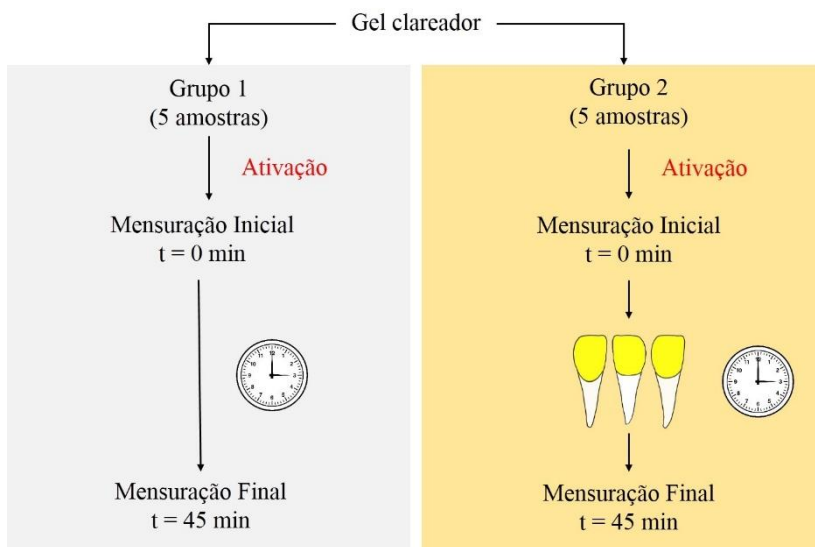 Gel clareador
Grupo 1
(5 amostras)
Ativação
Mensuração Inicial
t = 0 min
Mensuração Final
t = 45 min
Grupo 2
(5 amostras)
Ativação
Mensuração Inicial
t = 0 min
Mensuração Final
t = 45 min